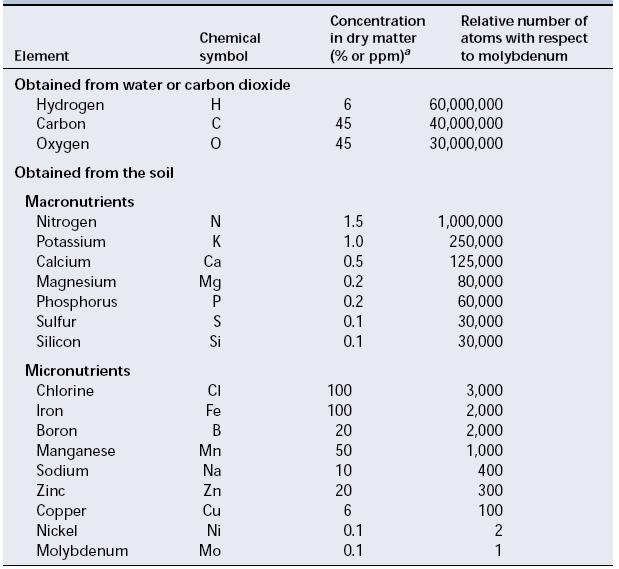 Element Chemical symbol Concentration in dry matter (% or ppm)a Relative number of atoms with respect to molybdenum
Obtained from water or carbon dioxide
Hydrogen H 6 60,000,000
Carbon C 45 40,000,000
Oxygen O 45 30,000,000
Obtained from the soil
Macronutrients
Nitrogen N 1.5 1,000,000
Potassium K 1.0 250,000
Calcium Ca 0.5 125,000
Magnesium Mg 0.2 80,000
Phosphorus P 0.2 60,000
Sulfur S 0.1 30,000
Silicon Si 0.1 30,000
Micronutrients
Chlorine Cl 100 3,000
Iron Fe 100 2,000
Boron B 20 2,000
Manganese Mn 50 1,000
Sodium Na 10 400
Zinc Zn 20 300
Copper Cu 6 100
Nickel Ni 0.1 2
Molybdenum Mo 0.1 1